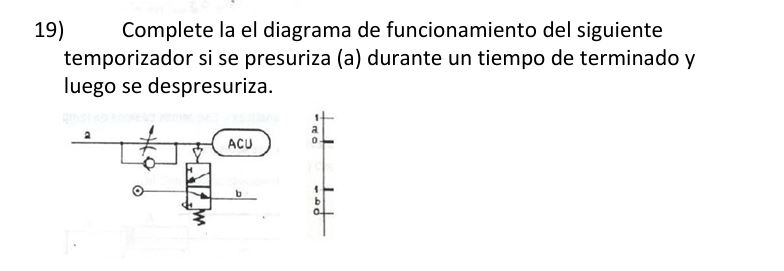 19) Complete la el diagrama de funcionamiento del siguiente
temporizador si se presuriza (a) durante un tiempo de terminado y
luego se despresuriza.
a
ACU
b
1
a
0
1
b
0